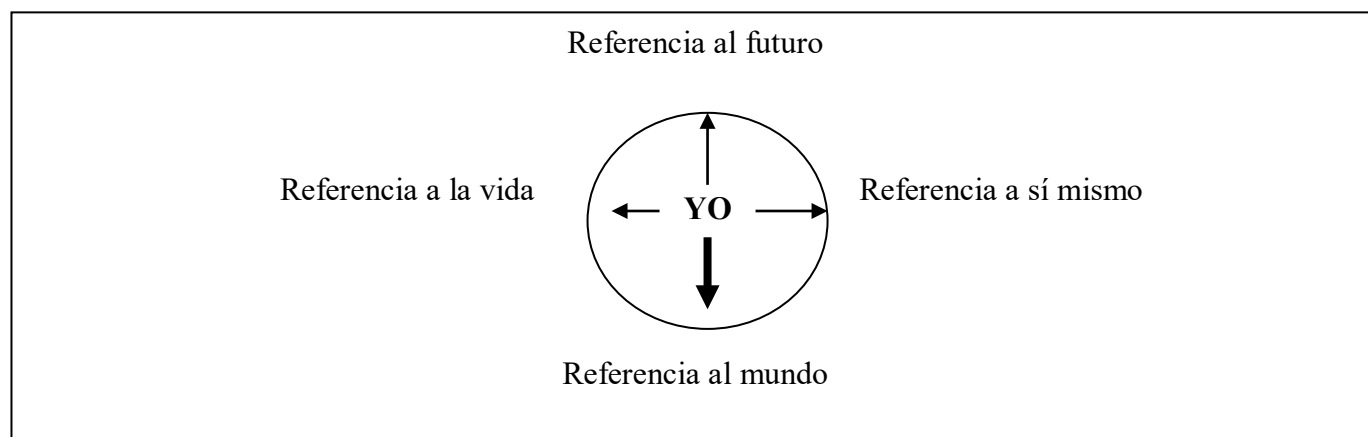 Referencia al futuro
Referencia a la vida
YO
Referencia a sí mismo
Referencia al mundo